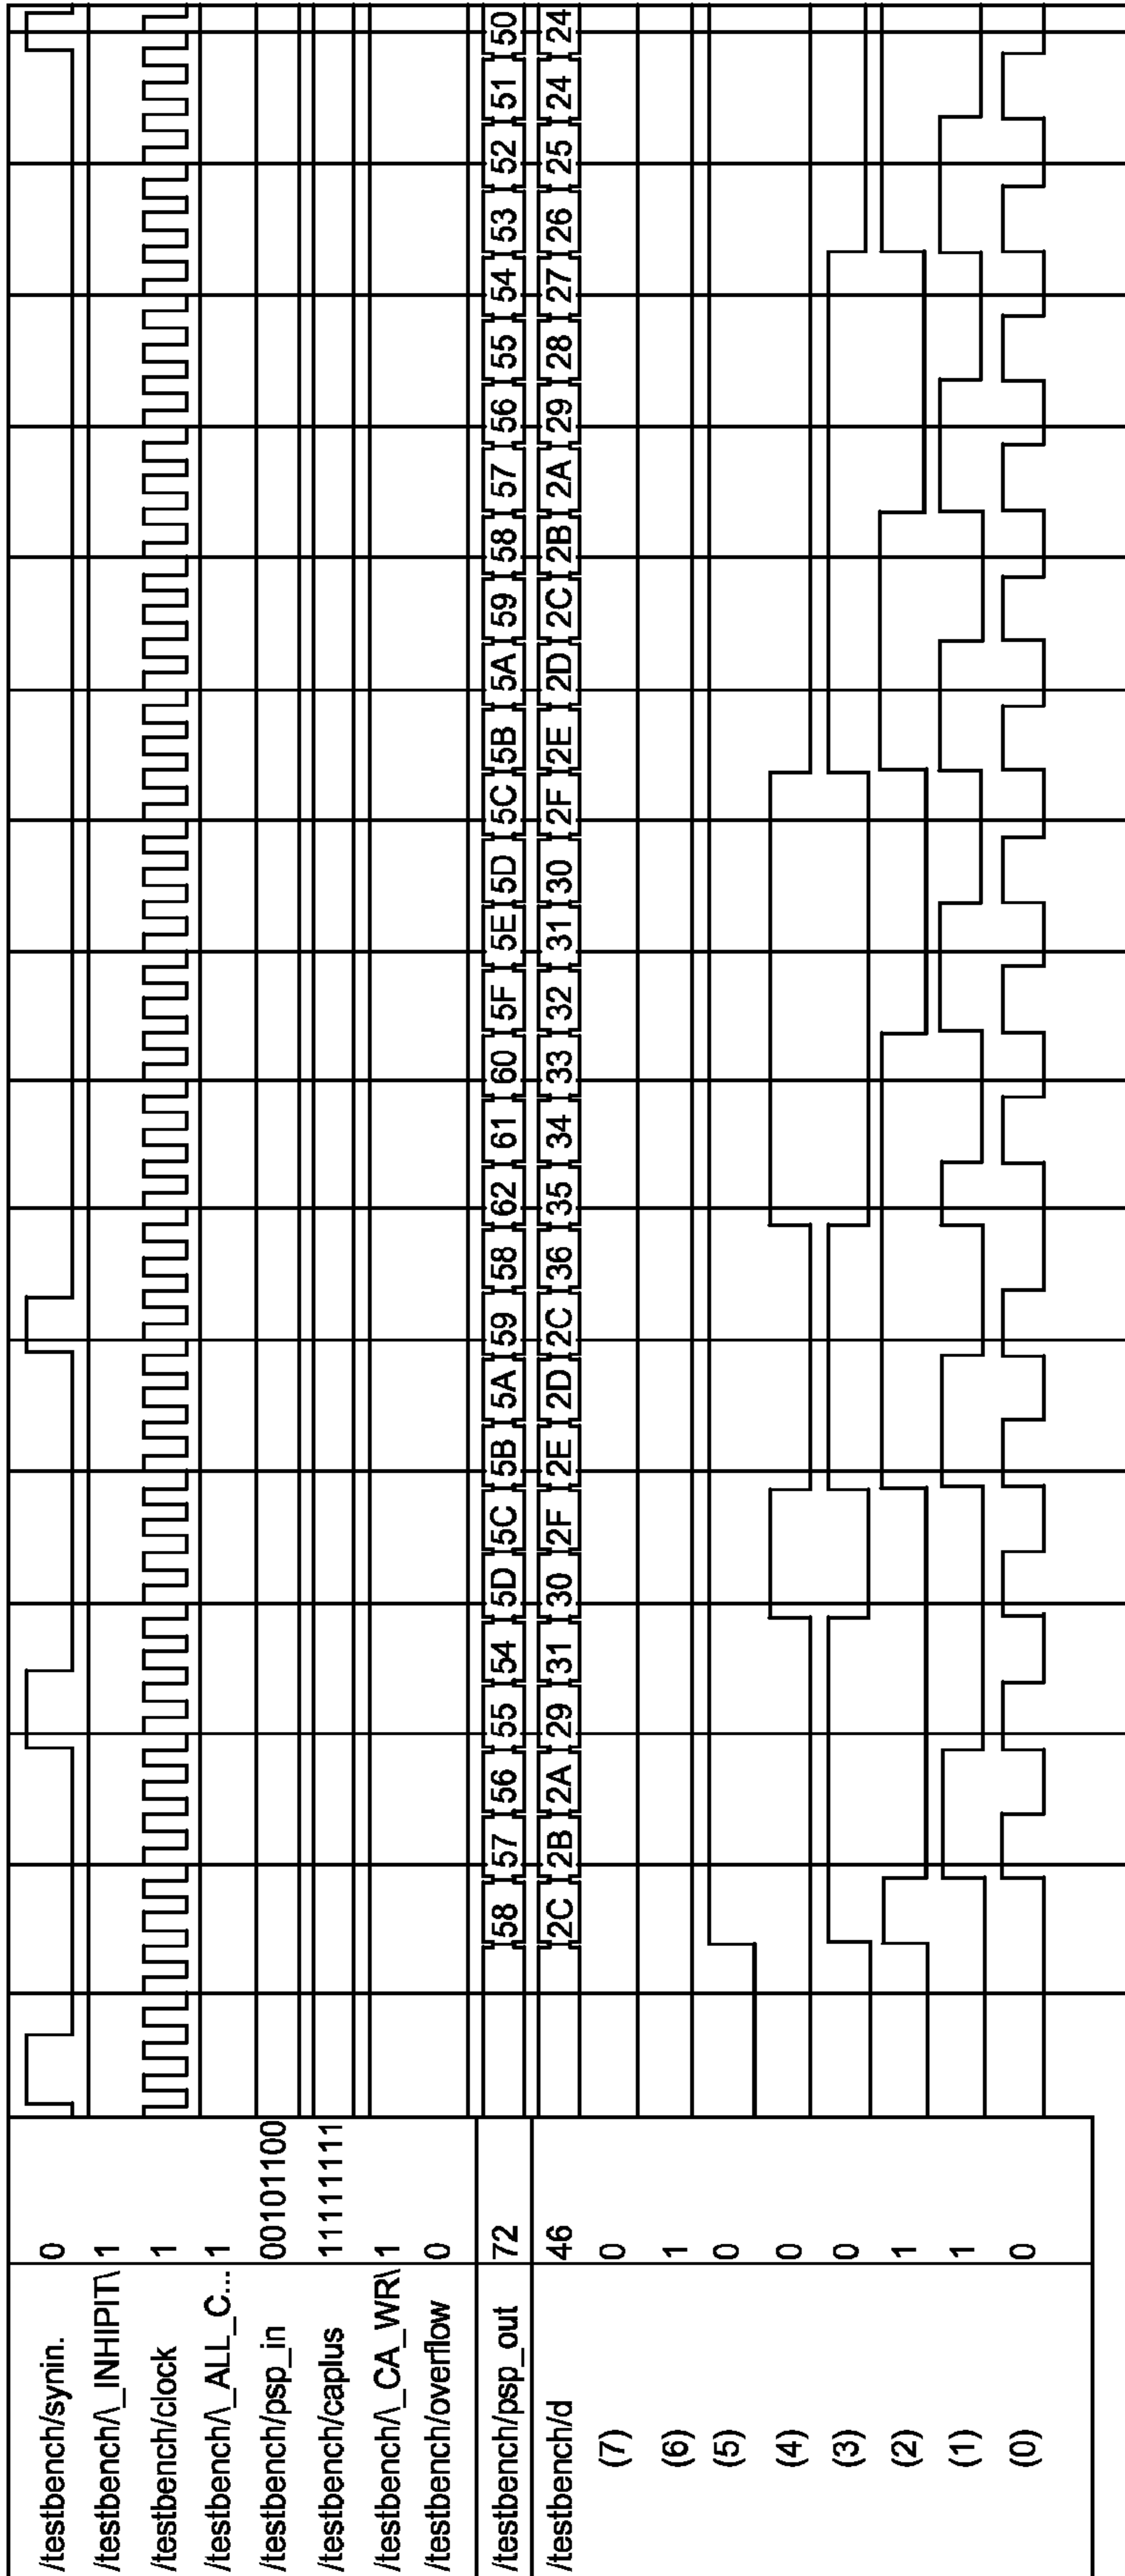 /testbench/synin. 0
/testbench/\_INHIPIT\ 1
/testbench/clock 1
/testbench/\_ALL_C... 1
/testbench/psp_in 00101100
/testbench/caplus 11111111
/testbench/\_CA_WR\ 1
/testbench/overflow 0
/testbench/psp_out 72 58 57 56 55 54 5D 5C 5B 5A 59 58 62 61 60 5F 5E 5D 5C 5B 5A 59 58 57 56 55 54 53 52 51 50
/testbench/d 46 2C 2B 2A 29 31 30 2F 2E 2D 2C 36 35 34 33 32 31 30 2F 2E 2D 2C 2B 2A 29 28 27 26 25 24 24
(7) 0
(6) 1
(5) 0
(4) 0
(3) 0
(2) 1
(1) 1
(0) 0